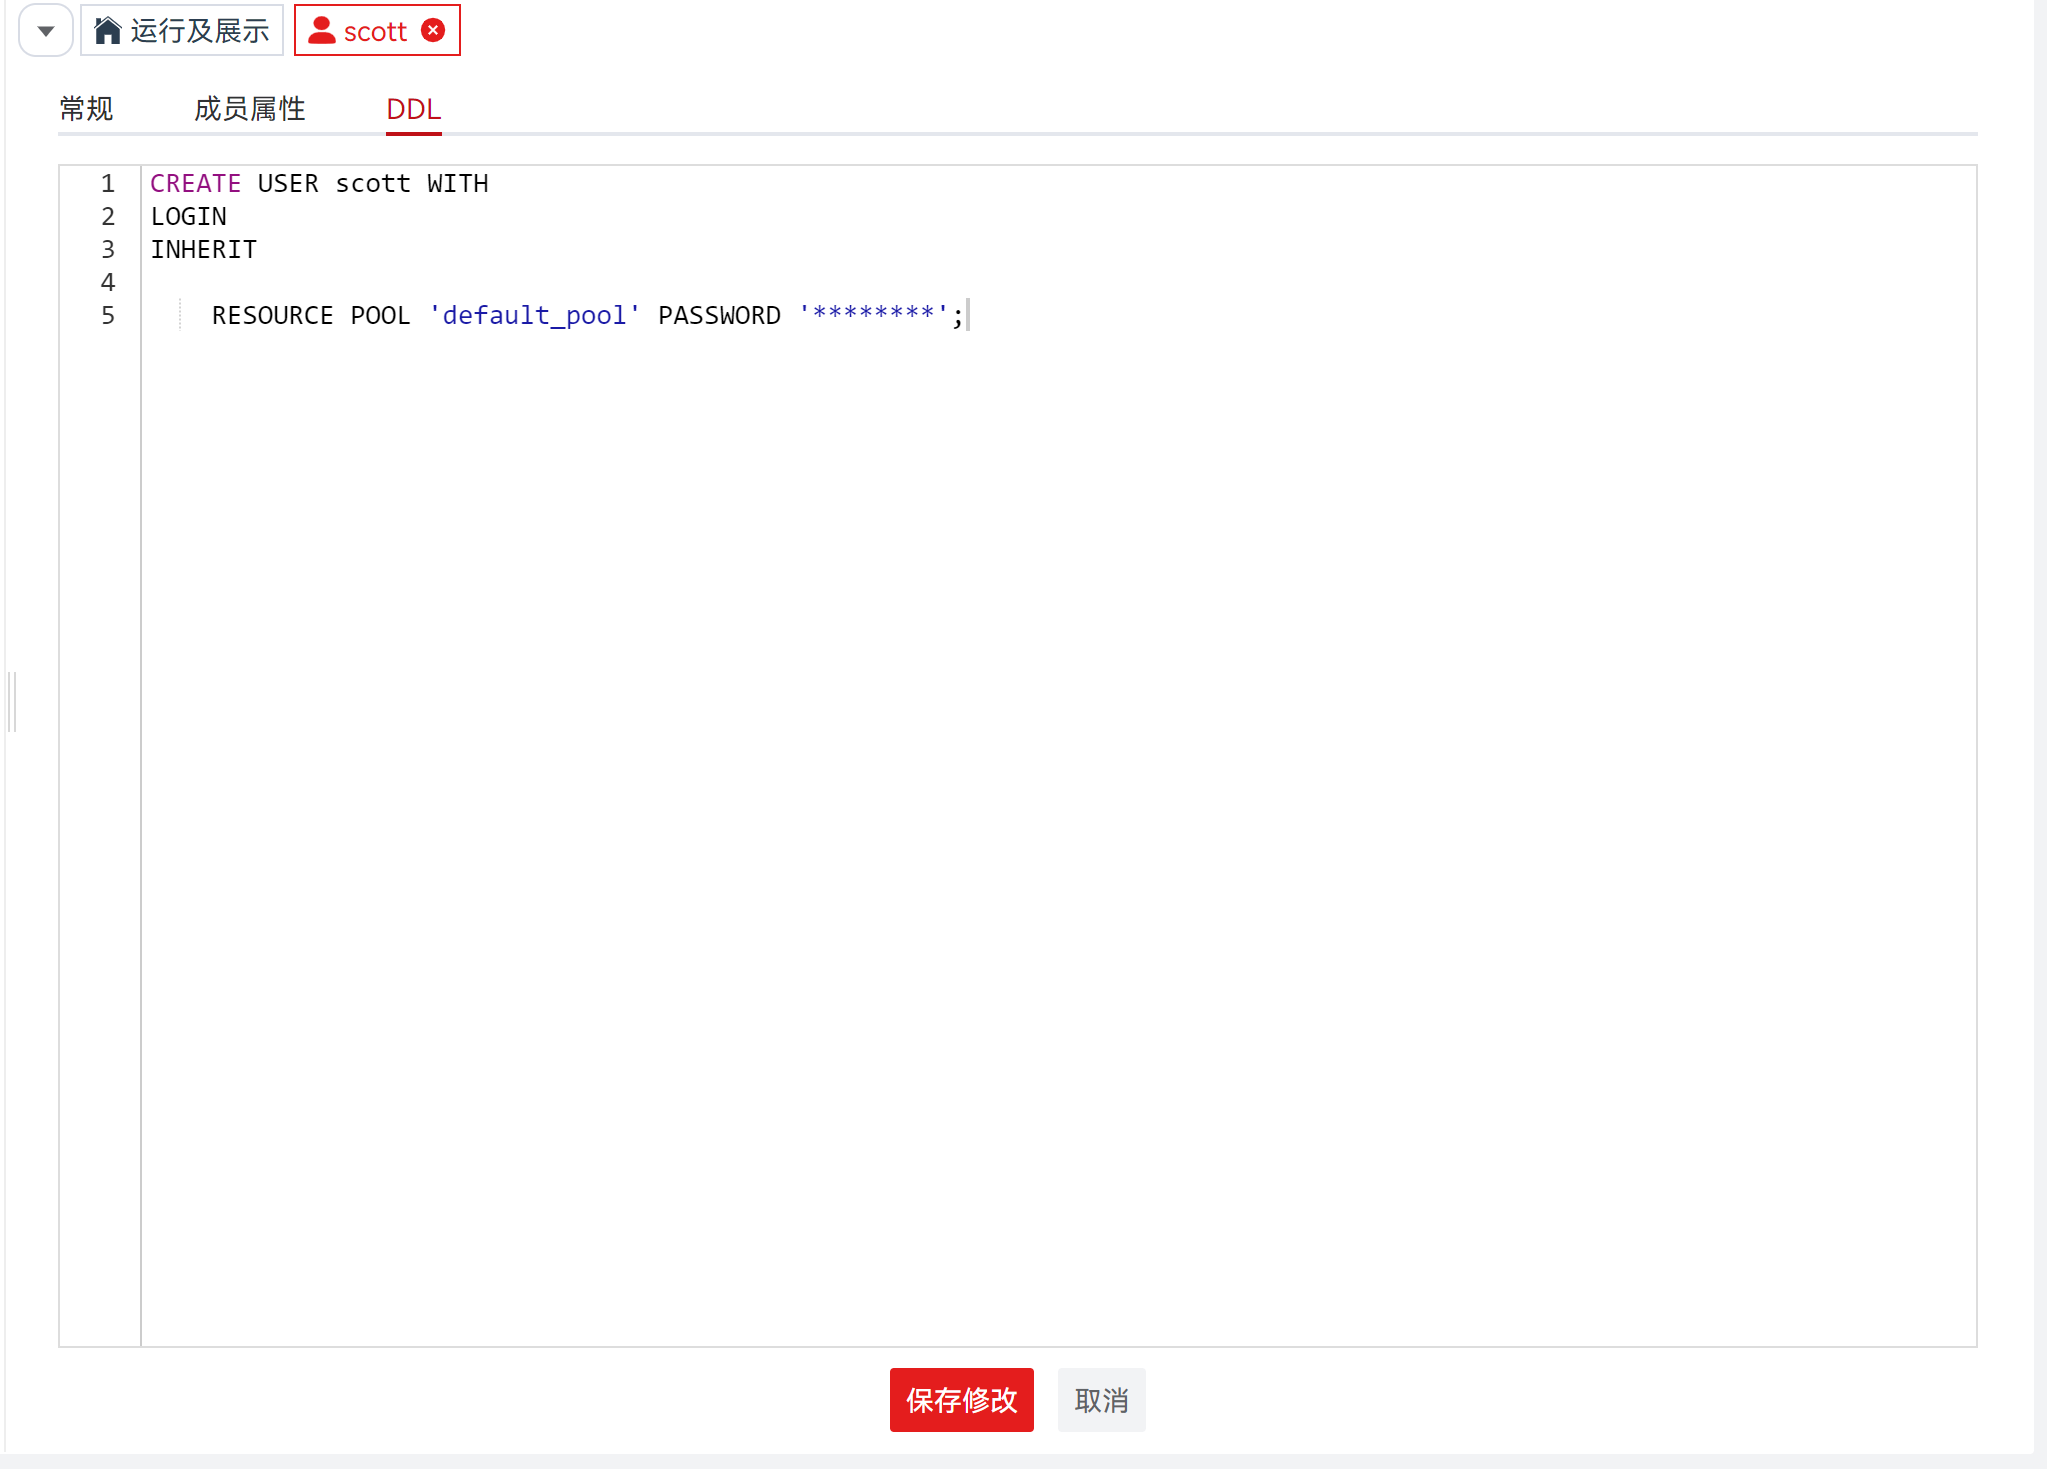 运行及展示 scott
常规 成员属性 DDL
1 CREATE USER scott WITH
2 LOGIN
3 INHERIT
4
5 RESOURCE POOL 'default_pool' PASSWORD '********';
保存修改 取消